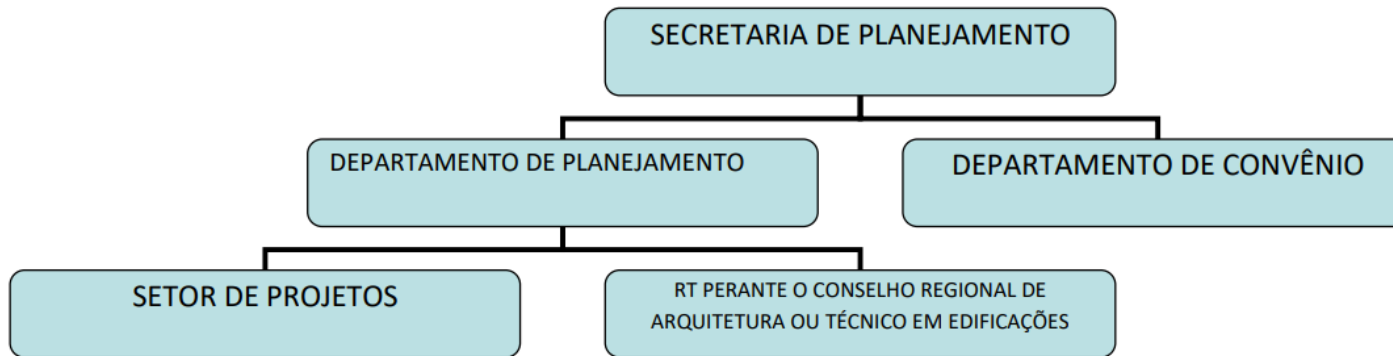 SECRETARIA DE PLANEJAMENTO
DEPARTAMENTO DE PLANEJAMENTO
DEPARTAMENTO DE CONVÊNIO
SETOR DE PROJETOS
RT PERANTE O CONSELHO REGIONAL DE
ARQUITETURA OU TÉCNICO EM EDIFICAÇÕES